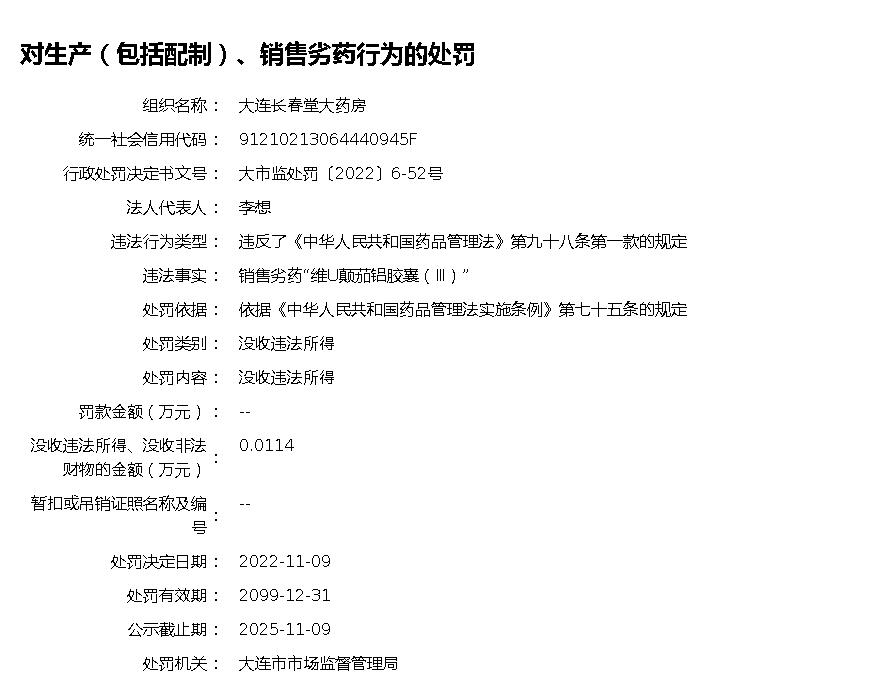 对生产（包括配制）、销售劣药行为的处罚
组织名称： 大连长春堂大药房
统一社会信用代码： 91210213064440945F
行政处罚决定书文号： 大市监处罚〔2022〕6-52号
法人代表人： 李想
违法行为类型： 违反了《中华人民共和国药品管理法》第九十八条第一款的规定
违法事实： 销售劣药“维U颠茄铝胶囊（Ⅲ）”
处罚依据： 依据《中华人民共和国药品管理法实施条例》第七十五条的规定
处罚类别： 没收违法所得
处罚内容： 没收违法所得
罚款金额（万元）： --
没收违法所得、没收非法
财物的金额（万元）： 0.0114
暂扣或吊销证照名称及编
号： --
处罚决定日期： 2022-11-09
处罚有效期： 2099-12-31
公示截止期： 2025-11-09
处罚机关： 大连市市场监督管理局